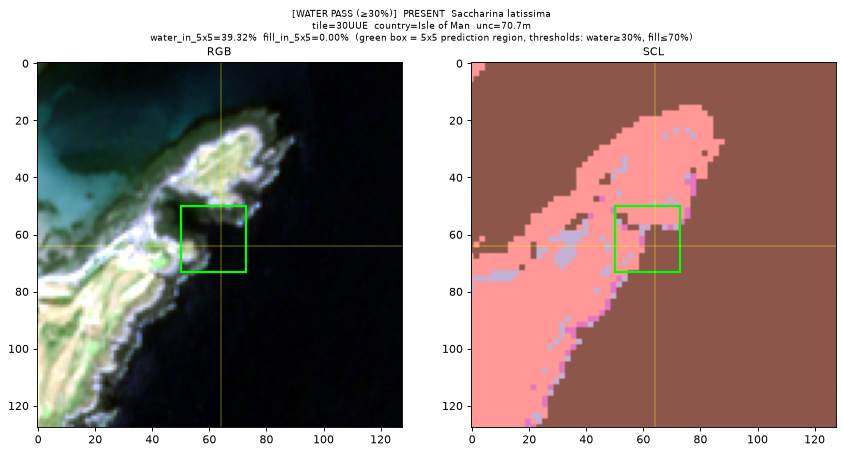 [WATER PASS (≥30%)]  PRESENT  Saccharina latissima
tile=30UUE  country=Isle of Man  unc=70.7m
water_in_5x5=39.32%  fill_in_5x5=0.00%  (green box = 5x5 prediction region, thresholds: water≥30%, fill≤70%)
RGB
SCL
0
20
40
60
80
100
120
0 20 40 60 80 100 120
0
20
40
60
80
100
120
0 20 40 60 80 100 120